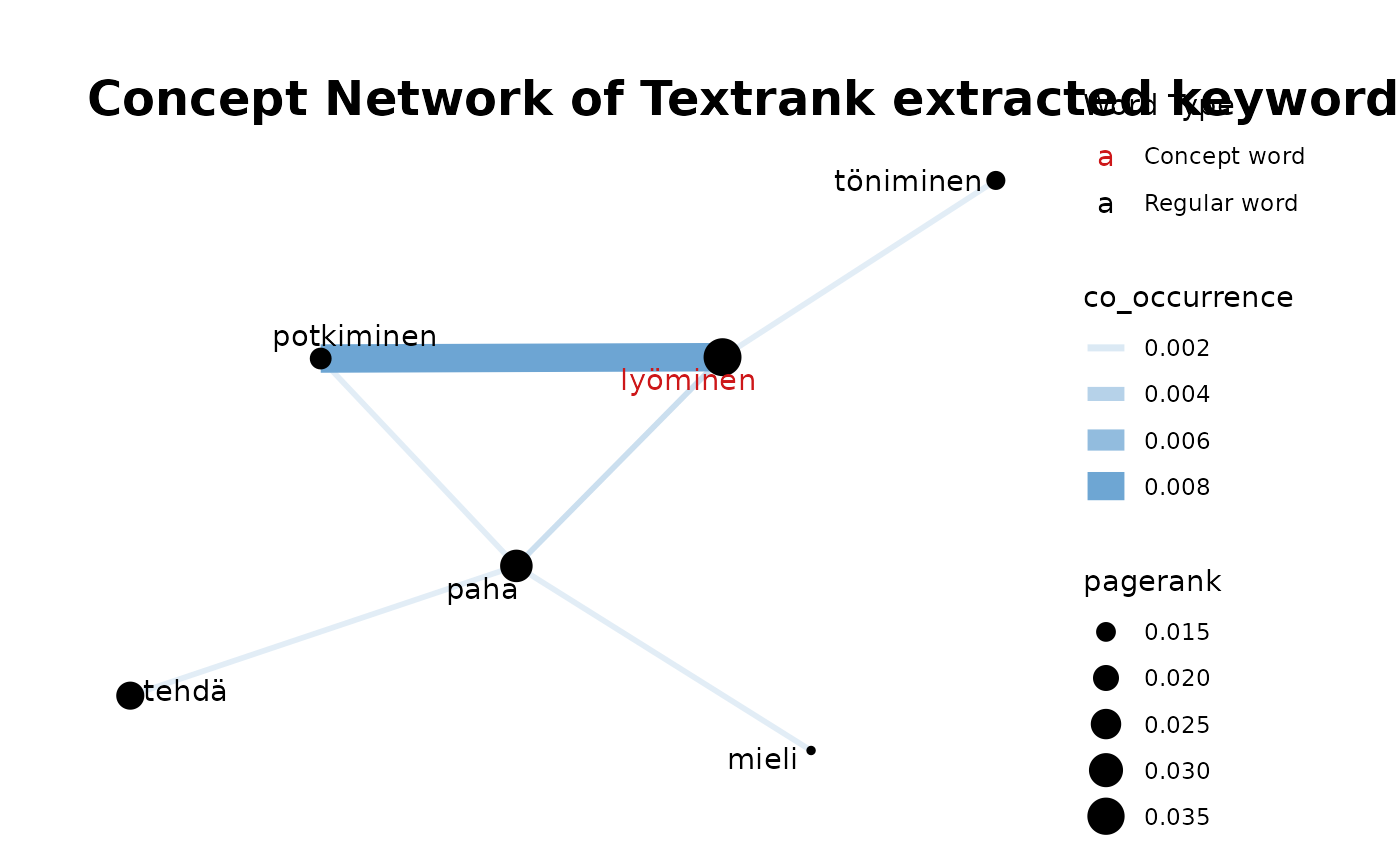 Concept Network of Textrank extracted keyword
Word Type
a Concept word
a Regular word
töniminen
co_occurrence
potkiminen
0.002
lyöminen
0.004
0.006
0.008
paha
pagerank
0.015
0.020
tehdä
0.025
mieli
0.030
0.035